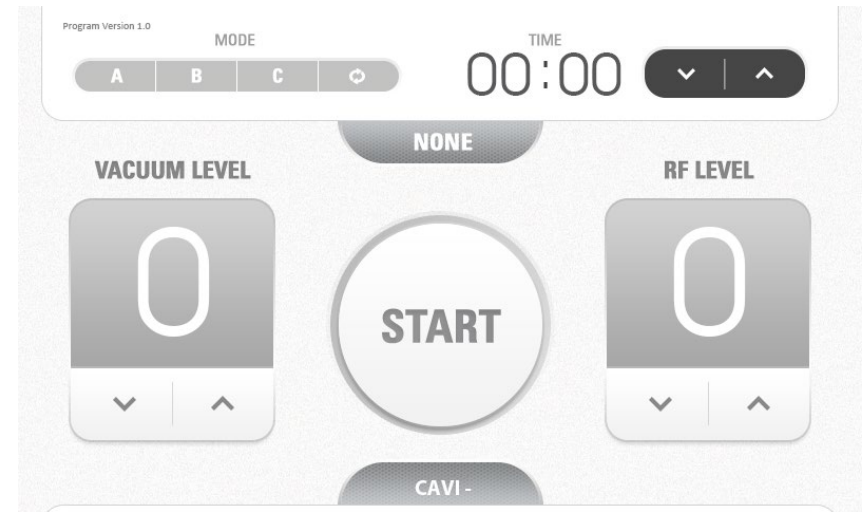 Program Version 1.0
MODE
TIME
A B C
00:00
NONE
VACUUM LEVEL
RF LEVEL
0
START
0
CAVI -